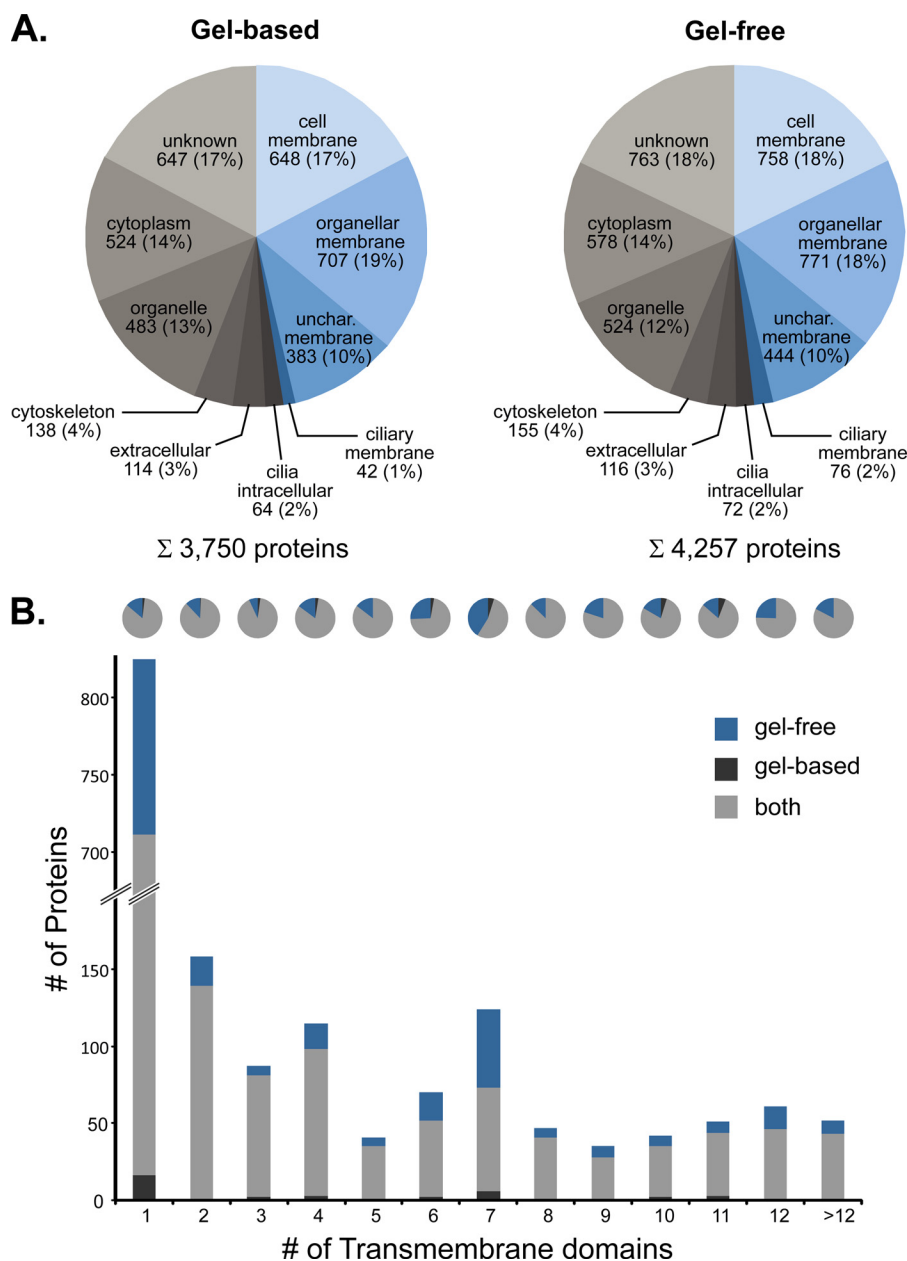 A.
Gel-based
Gel-free
unknown
647 (17%)
cell
membrane
648 (17%)
cytoplasm
524 (14%)
organellar
membrane
707 (19%)
organelle
483 (13%)
unchar.
membrane
383 (10%)
cytoskeleton
138 (4%)
extracellular
114 (3%)
cilia
intracellular
64 (2%)
ciliary
membrane
42 (1%)
Σ 3,750 proteins
unknown
763 (18%)
cell
membrane
758 (18%)
cytoplasm
578 (14%)
organellar
membrane
771 (18%)
organelle
524 (12%)
unchar.
membrane
444 (10%)
cytoskeleton
155 (4%)
extracellular
116 (3%)
cilia
intracellular
72 (2%)
ciliary
membrane
76 (2%)
Σ 4,257 proteins
B.
800
750
700
150
100
50
0
# of Proteins
gel-free
gel-based
both
1 2 3 4 5 6 7 8 9 10 11 12 >12
# of Transmembrane domains